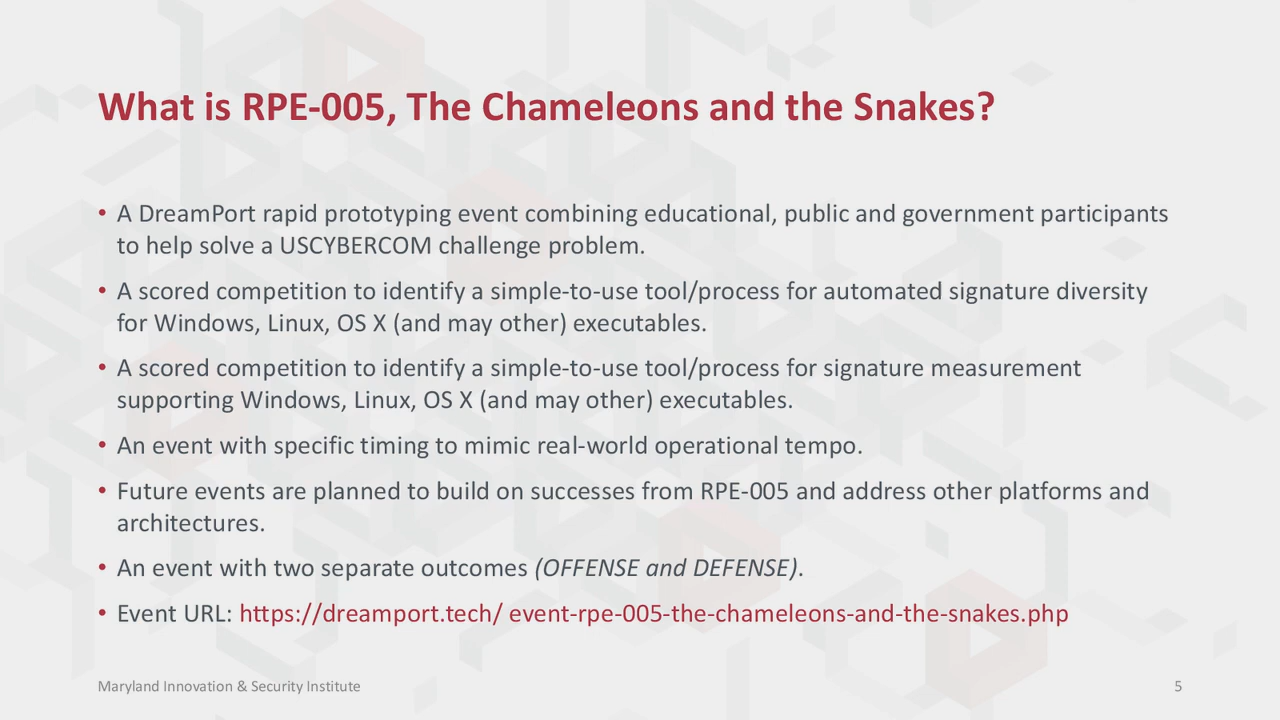 What is RPE-005, The Chameleons and the Snakes?
• A DreamPort rapid prototyping event combining educational, public and government participants
to help solve a USCYBERCOM challenge problem.
• A scored competition to identify a simple-to-use tool/process for automated signature diversity
for Windows, Linux, OS X (and may other) executables.
• A scored competition to identify a simple-to-use tool/process for signature measurement
supporting Windows, Linux, OS X (and may other) executables.
• An event with specific timing to mimic real-world operational tempo.
• Future events are planned to build on successes from RPE-005 and address other platforms and
architectures.
• An event with two separate outcomes (OFFENSE and DEFENSE).
• Event URL: https://dreamport.tech/ event-rpe-005-the-chameleons-and-the-snakes.php
Maryland Innovation & Security Institute
5